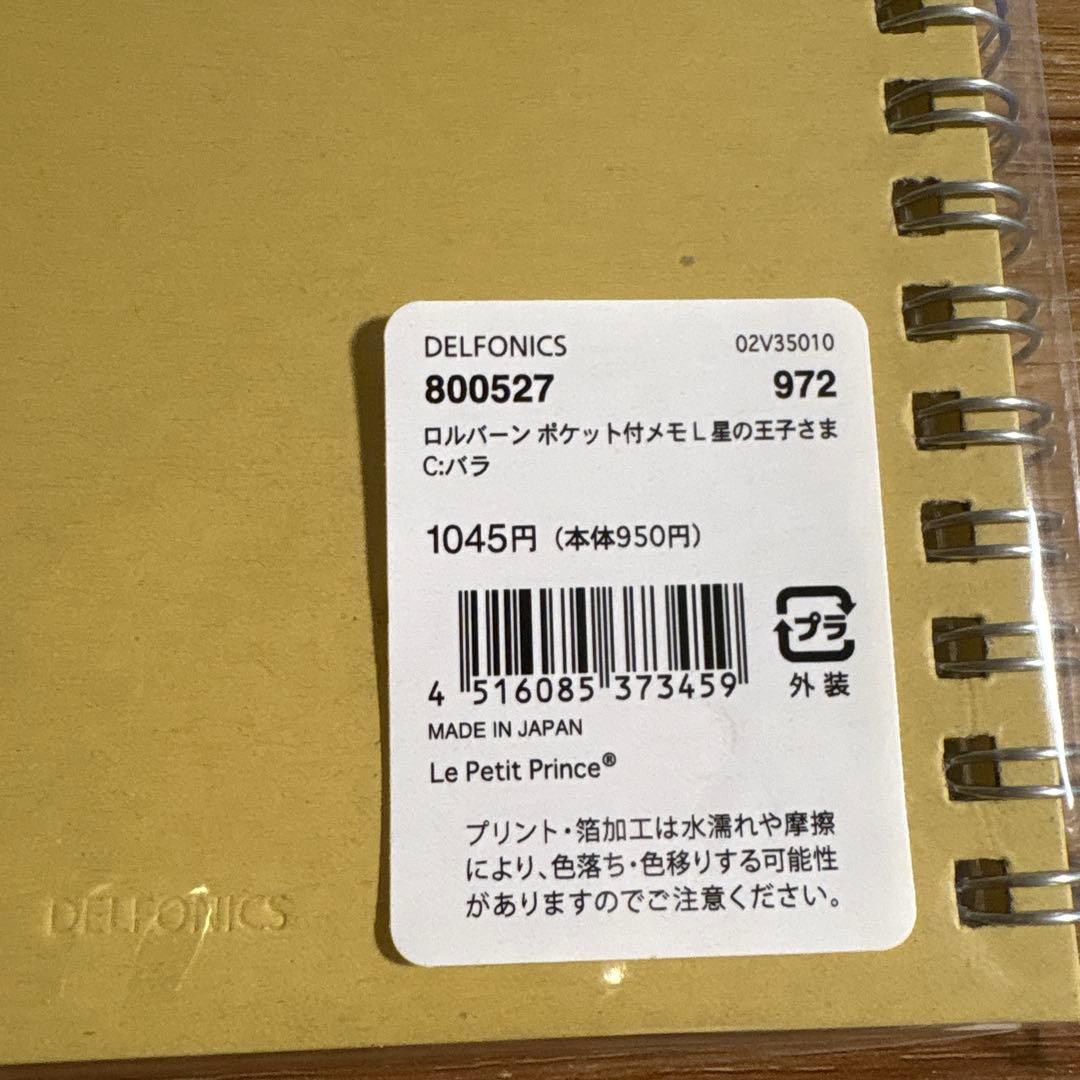 DELFONICS 02V35010
800527 972
ロルバーン ポケット付メモ L 星の王子さま
C:バラ
1045円（本体950円）
4 516085 373459
プラ
外装
MADE IN JAPAN
Le Petit Prince®
プリント・箔加工は水濡れや摩擦
により、色落ち・色移りする可能性
がありますのでご注意ください。
DELFONICS